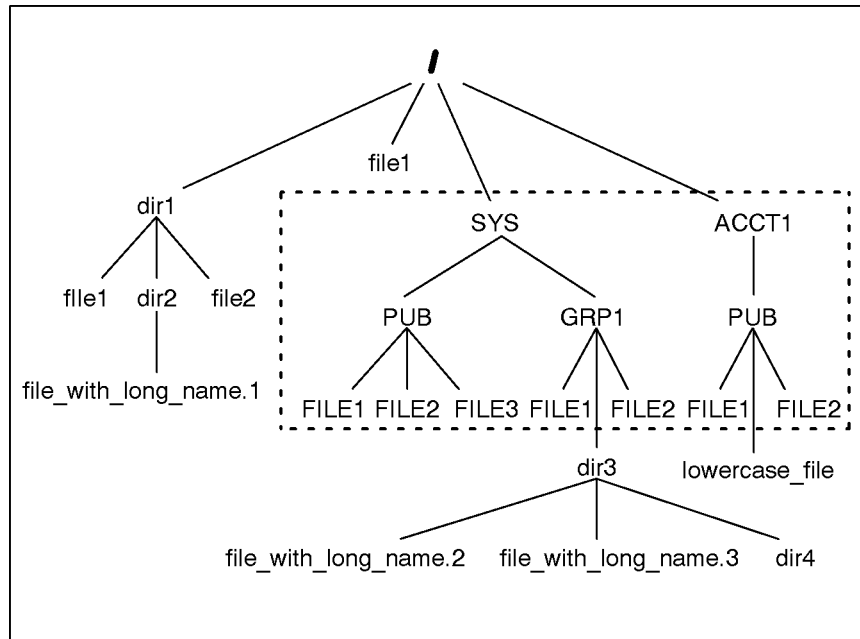 /
file1
dir1
SYS ACCT1
file1 dir2 file2
PUB GRP1 PUB
file_with_long_name.1
FILE1 FILE2 FILE3 FILE1 FILE2 FILE1 FILE2
dir3 lowercase_file
file_with_long_name.2 file_with_long_name.3 dir4